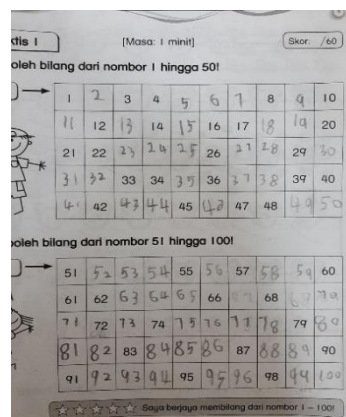 ktis 1 [Masa: 1 minit] Skor: /60
oleh bilang dari nombor 1 hingga 50!
1 2 3 4 5 6 7 8 9 10
11 12 13 14 15 16 17 18 19 20
21 22 23 24 25 26 27 28 29 30
31 32 33 34 35 36 37 38 39 40
41 42 43 44 45 47 48 49 50
oleh bilang dari nombor 51 hingga 100!
51 52 53 54 55 56 57 58 59 60
61 62 63 64 65 66 68
71 72 73 74 75 76 77 78 79 80
81 82 83 84 85 86 87 88 89 90
91 92 93 94 95 95 96 98 99 100
Saya berjaya membilang dari nombor 1 – 100!